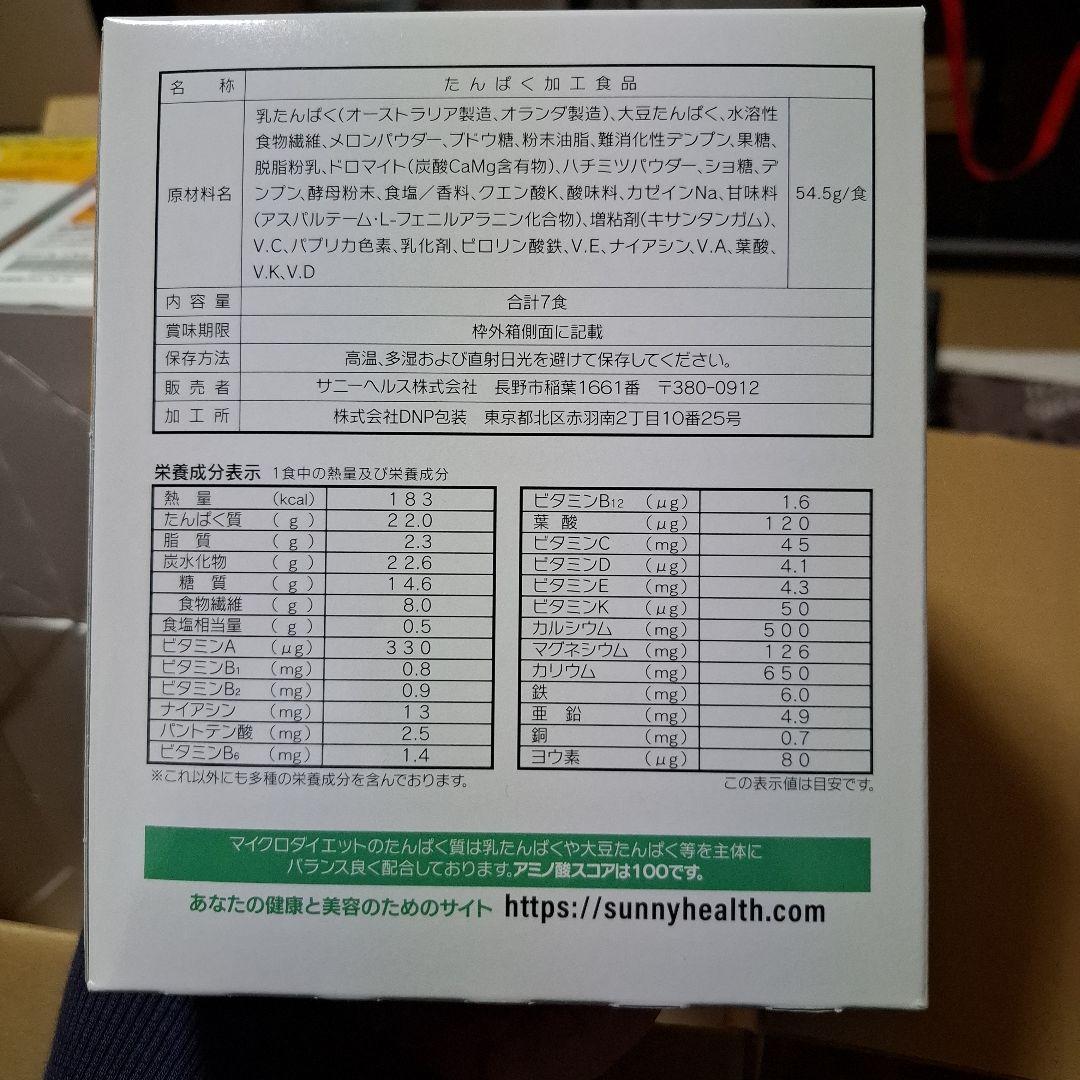 名称 たんぱく加工食品
原材料名
乳たんぱく(オーストラリア製造、オランダ製造)、大豆たんぱく、水溶性
食物繊維、メロンパウダー、ブドウ糖、粉末油脂、難消化性デンプン、果糖、
脱脂粉乳、ドロマイト(炭酸CaMg含有物)、ハチミツパウダー、ショ糖、デ
ンプン、酵母粉末、食塩/香料、クエン酸K、酸味料、カゼインNa、甘味料
(アスパルテーム・L-フェニルアラニン化合物)、増粘剤(キサンタンガム)、
V.C、パプリカ色素、乳化剤、ピロリン酸鉄、V.E、ナイアシン、V.A、葉酸、
V.K、V.D
54.5g/食
内容量 合計7食
賞味期限 枠外箱側面に記載
保存方法 高温、多湿および直射日光を避けて保存してください。
販売者 サニーヘルス株式会社 長野市稲葉1661番 〒380-0912
加工所 株式会社DNP包装 東京都北区赤羽南2丁目10番25号
栄養成分表示 1食中の熱量及び栄養成分
熱量 (kcal) 183
たんぱく質 (g) 22.0
脂質 (g) 2.3
炭水化物 (g) 22.6
糖質 (g) 14.6
食物繊維 (g) 8.0
食塩相当量 (g) 0.5
ビタミンA (μg) 330
ビタミンB1 (mg) 0.8
ビタミンB2 (mg) 0.9
ナイアシン (mg) 13
パントテン酸 (mg) 2.5
ビタミンB6 (mg) 1.4
※これ以外にも多種の栄養成分を含んでおります。
ビタミンB12 (μg) 1.6
葉酸 (μg) 120
ビタミンC (mg) 45
ビタミンD (μg) 4.1
ビタミンE (mg) 4.3
ビタミンK (μg) 50
カルシウム (mg) 500
マグネシウム (mg) 126
カリウム (mg) 650
鉄 (mg) 6.0
亜鉛 (mg) 4.9
銅 (mg) 0.7
ヨウ素 (μg) 80
この表示値は目安です。
マイクロダイエットのたんぱく質は乳たんぱくや大豆たんぱく等を主体に
バランス良く配合しております。アミノ酸スコアは100です。
あなたの健康と美容のためのサイト https://sunnyhealth.com